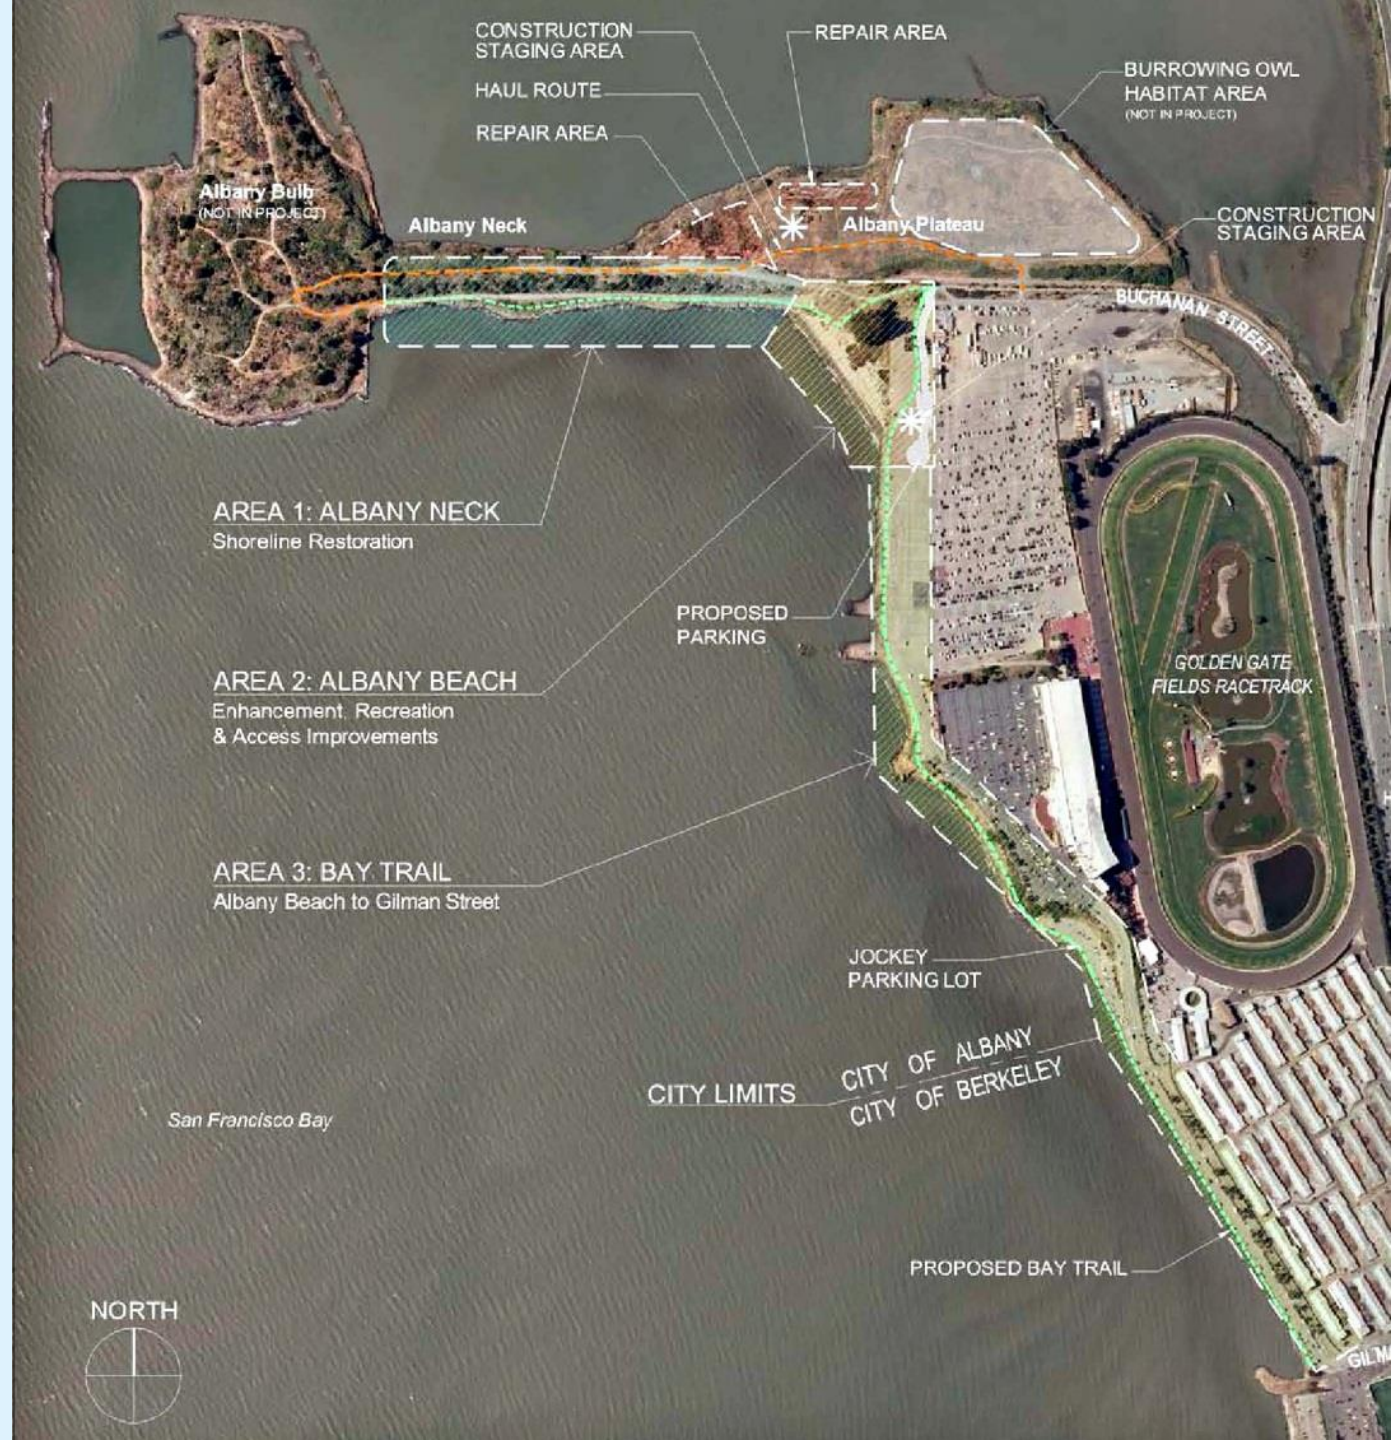 CONSTRUCTION
STAGING AREA
REPAIR AREA
HAUL ROUTE
REPAIR AREA
BURROWING OWL
HABITAT AREA
(NOT IN PROJECT)
Albany Bulb
(NOT IN PROJECT)
Albany Neck
Albany Plateau
CONSTRUCTION
STAGING AREA
BUCHANAN STREET
AREA 1: ALBANY NECK
Shoreline Restoration
PROPOSED
PARKING
GOLDEN GATE
FIELDS RACETRACK
AREA 2: ALBANY BEACH
Enhancement, Recreation
& Access Improvements
AREA 3: BAY TRAIL
Albany Beach to Gilman Street
JOCKEY
PARKING LOT
CITY LIMITS
CITY OF ALBANY
CITY OF BERKELEY
San Francisco Bay
PROPOSED BAY TRAIL
NORTH